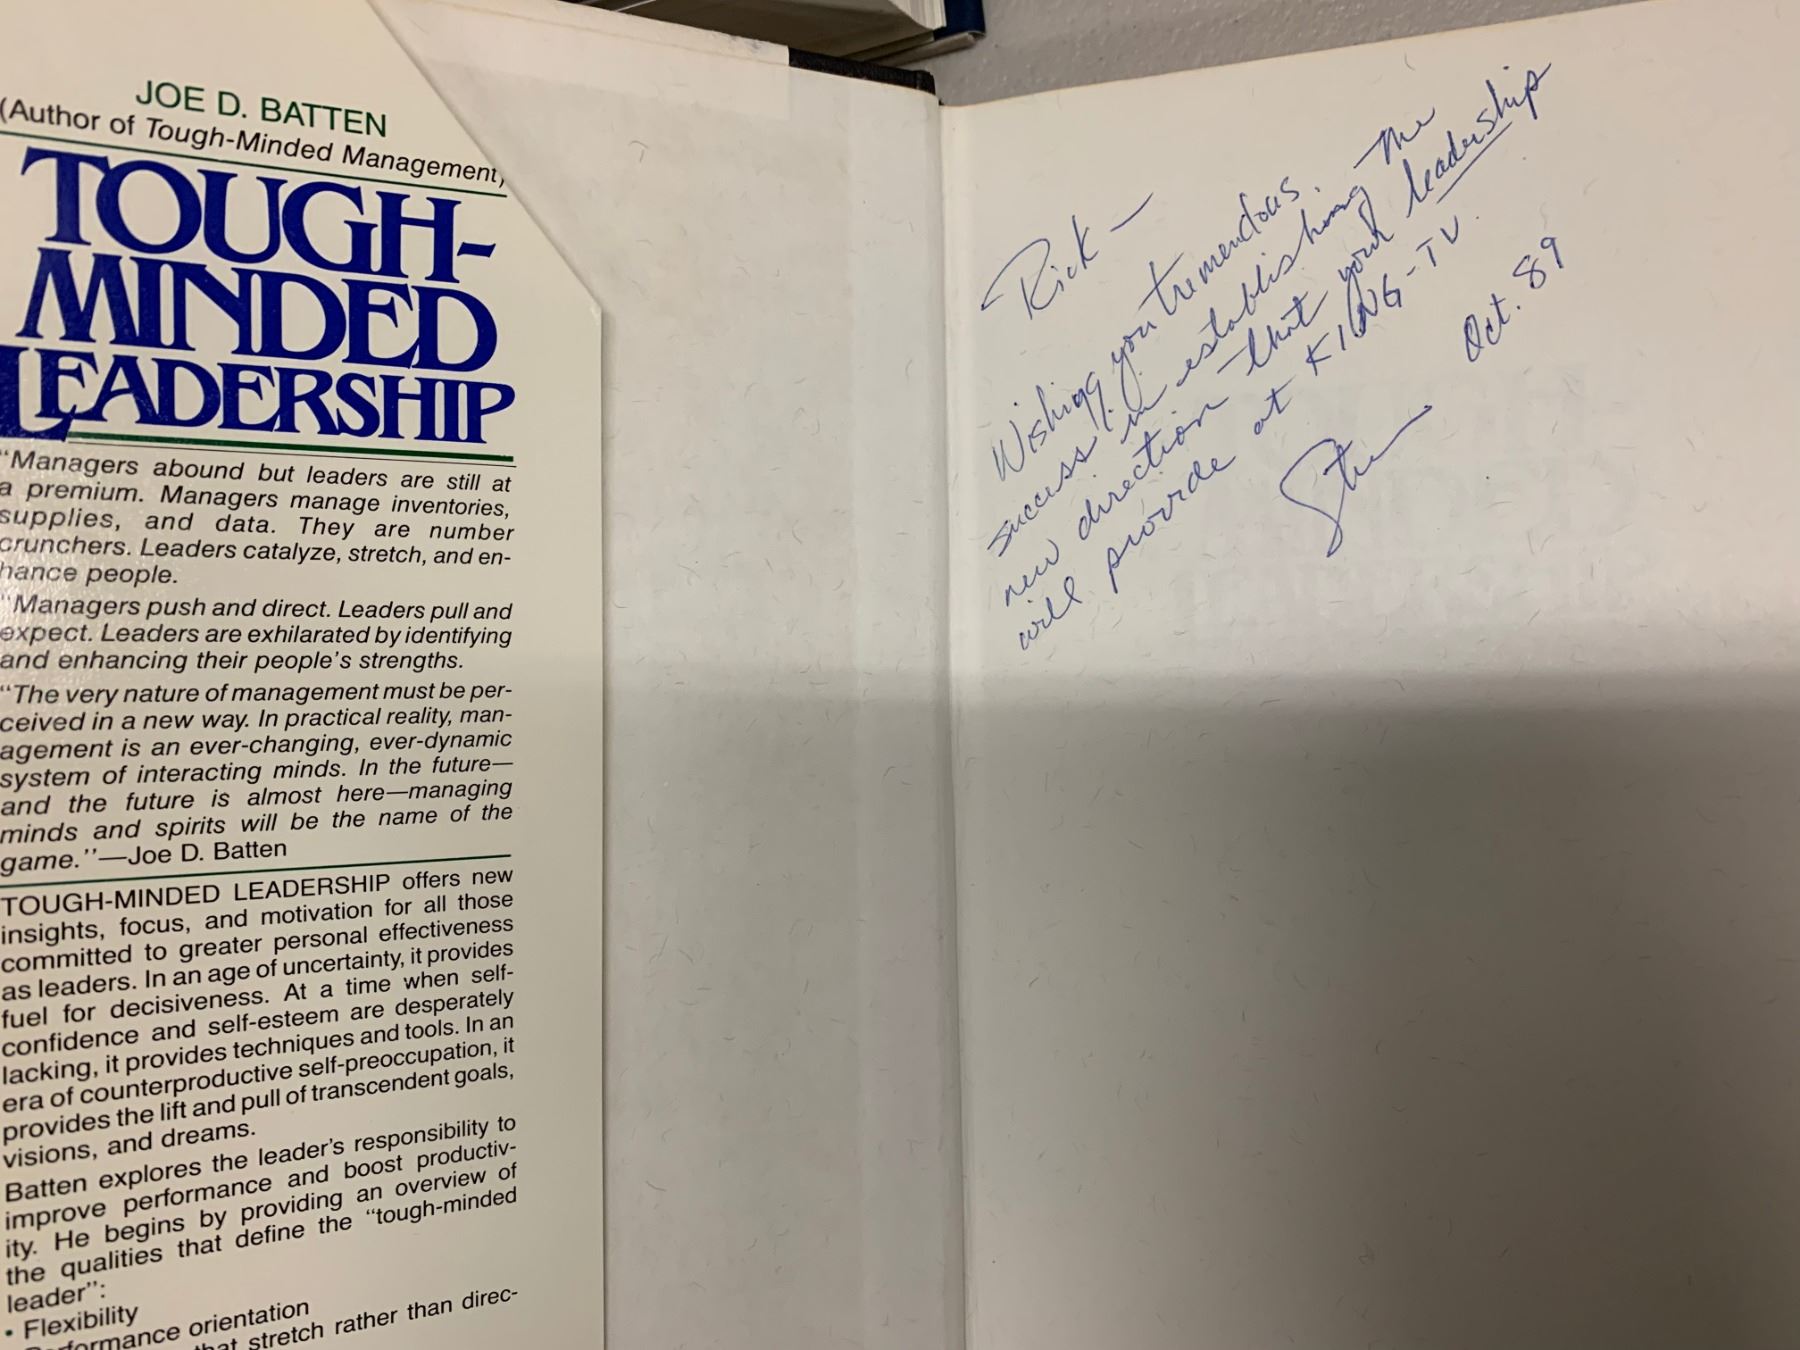 JOE D. BATTEN
(Author of Tough-Minded Management)
TOUGH-
MINDED
LEADERSHIP
"Managers abound but leaders are still at
a premium. Managers manage inventories,
supplies, and data. They are number
crunchers. Leaders catalyze, stretch, and en-
hance people.
"Managers push and direct. Leaders pull and
expect. Leaders are exhilarated by identifying
and enhancing their people's strengths.
"The very nature of management must be per-
ceived in a new way. In practical reality, man-
agement is an ever-changing, ever-dynamic
system of interacting minds. In the future—
and the future is almost here—managing
minds and spirits will be the name of the
game."—Joe D. Batten
TOUGH-MINDED LEADERSHIP offers new
insights, focus, and motivation for all those
committed to greater personal effectiveness
as leaders. In an age of uncertainty, it provides
fuel for decisiveness. At a time when self-
confidence and self-esteem are desperately
lacking, it provides techniques and tools. In an
era of counterproductive self-preoccupation, it
provides the lift and pull of transcendent goals,
visions, and dreams.
Batten explores the leader's responsibility to
improve performance and boost productiv-
ity. He begins by providing an overview of
the qualities that define the "tough-minded
leader":
• Flexibility
formance orientation
that stretch rather than direc-
Rick —
Wishing you tremendous
success in establishing the
new direction that your leadership
will provide at KING-TV.
Oct. 89